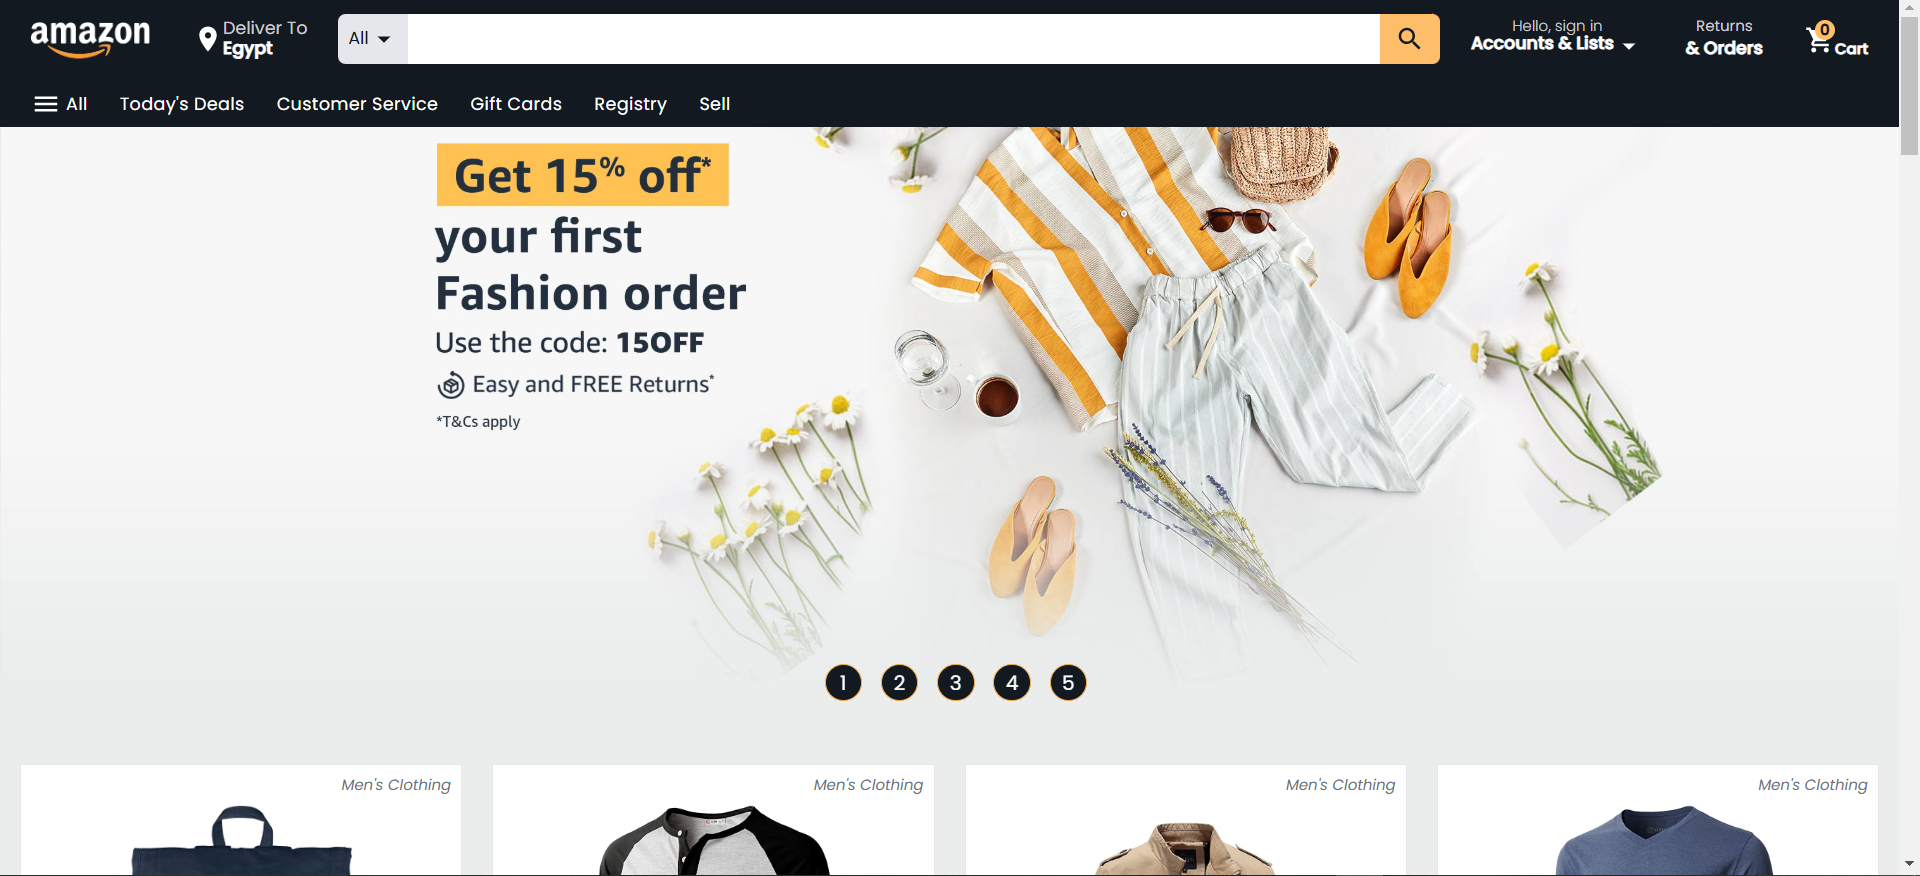 amazon
Deliver To
Egypt
All
Hello, sign in
Accounts & Lists
Returns
& Orders
0
Cart
All
Today's Deals
Customer Service
Gift Cards
Registry
Sell
Get 15% off*
your first
Fashion order
Use the code: 15OFF
Easy and FREE Returns*
*T&Cs apply
1 2 3 4 5
Men's Clothing
Men's Clothing
Men's Clothing
Men's Clothing